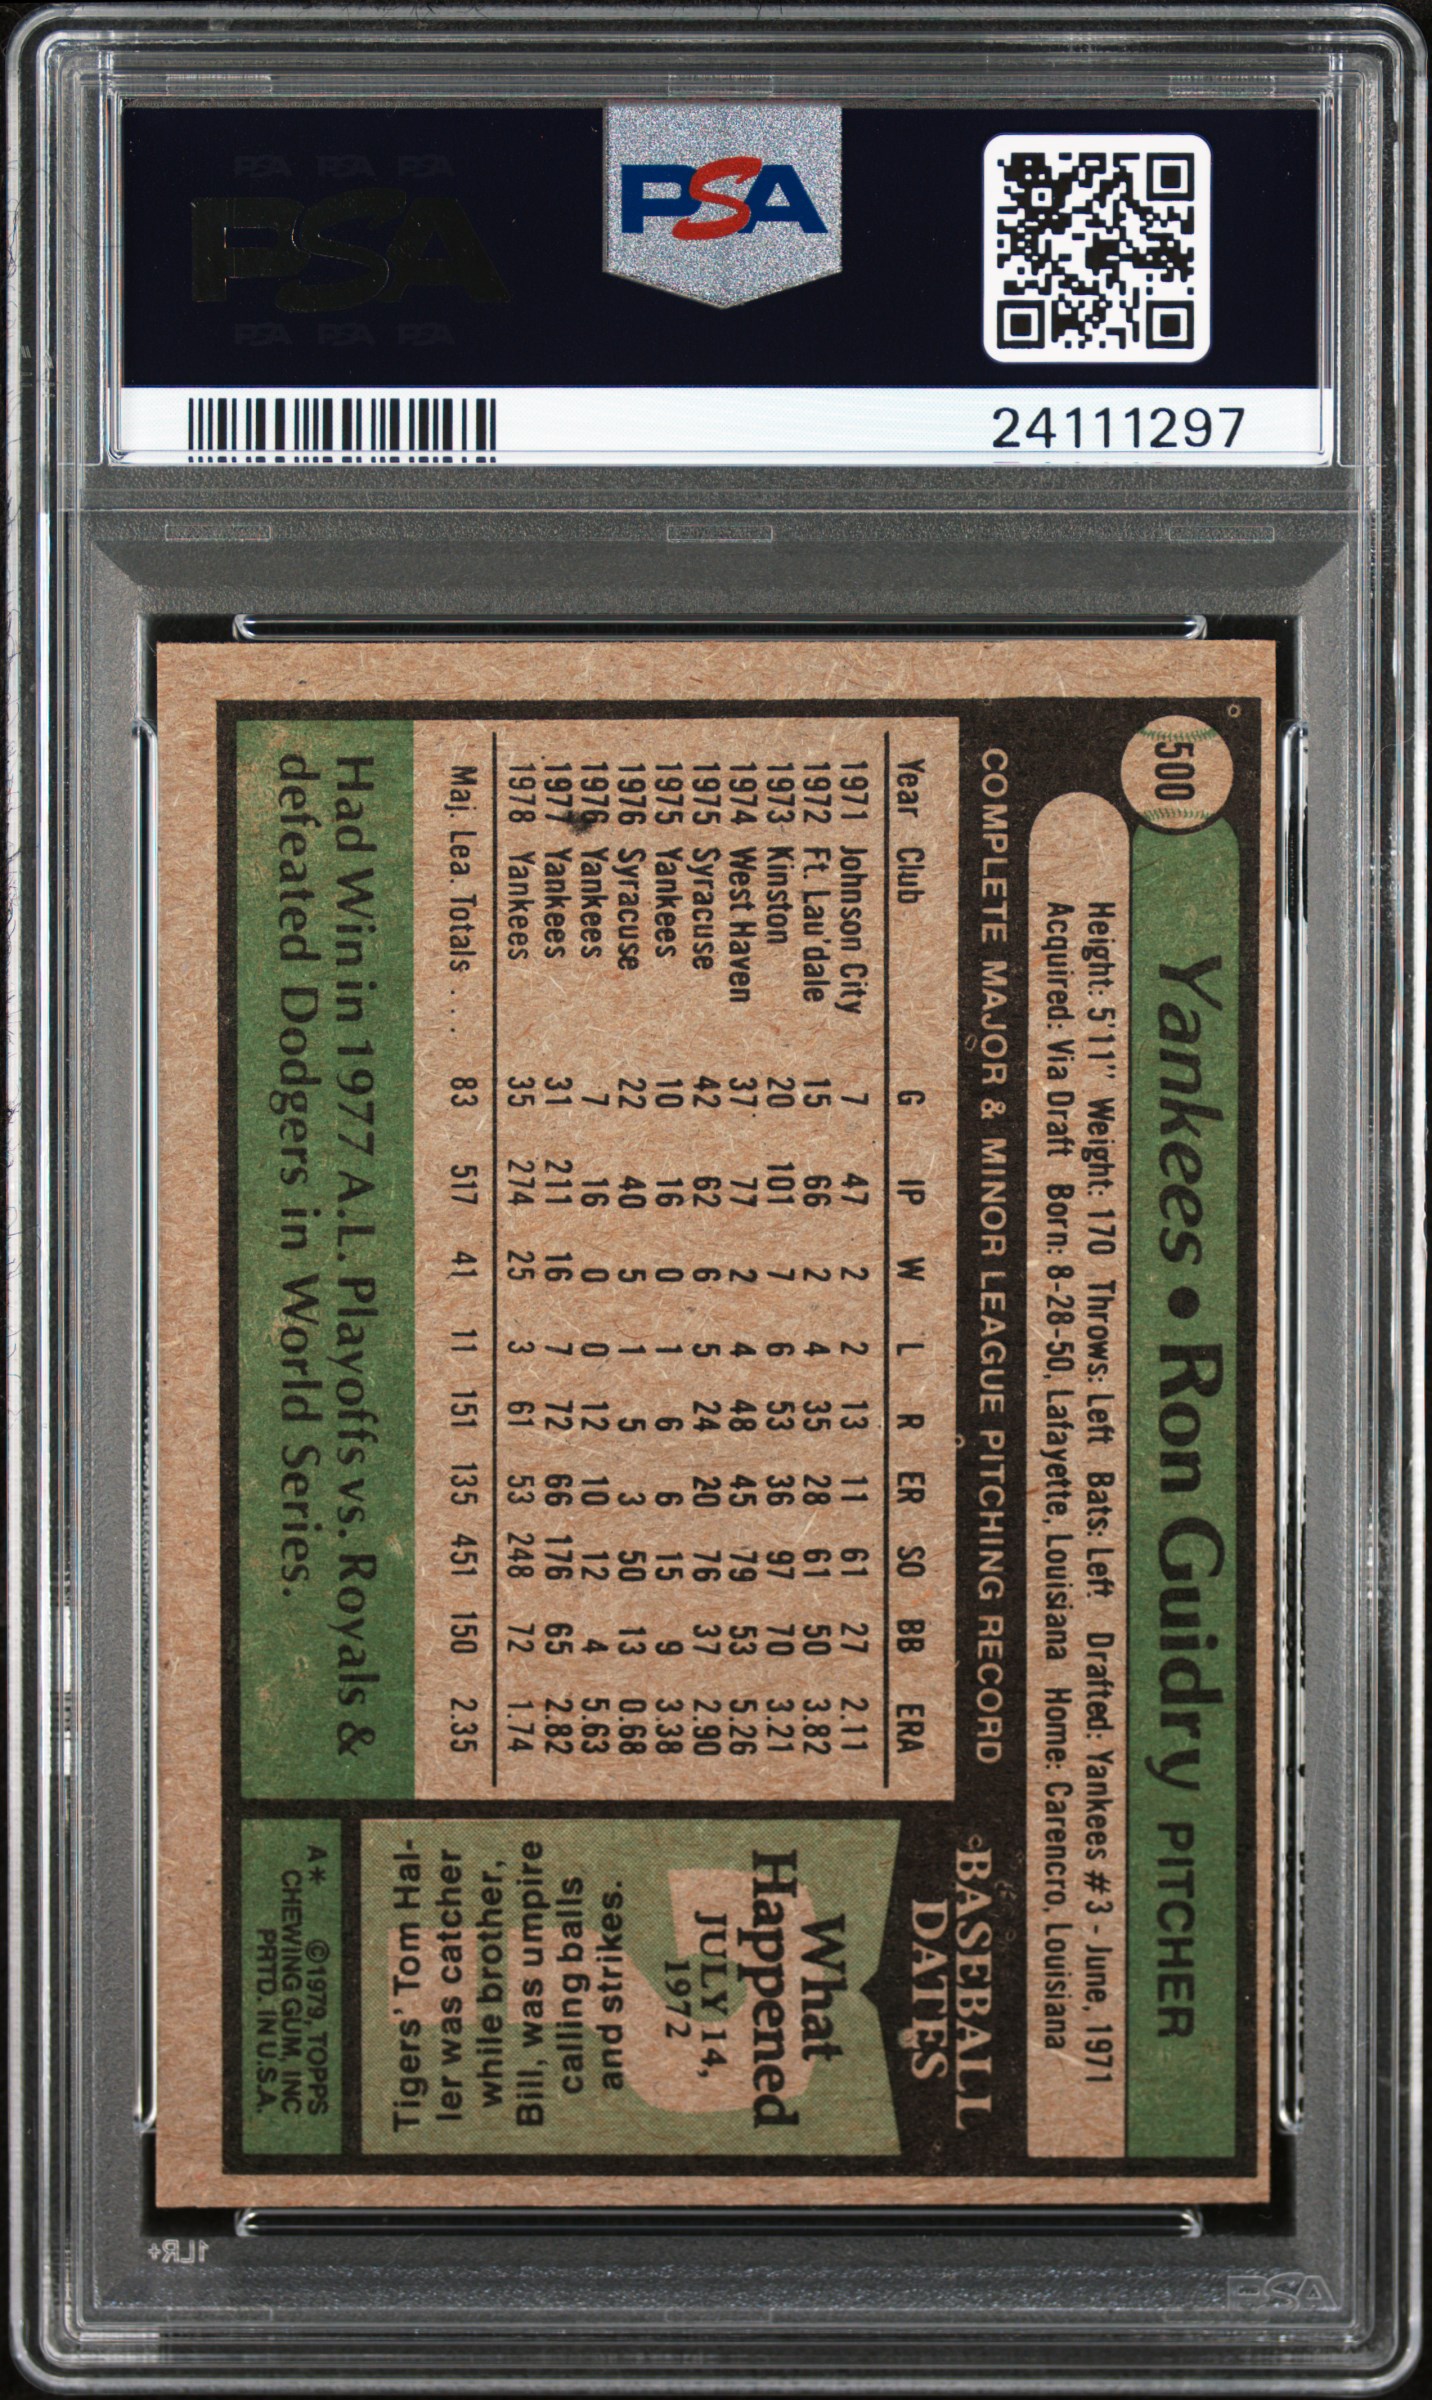 PSA PSA PSA
PSA
PSA PSA PSA
PSA
24111297
500
Yankees • Ron Guidry PITCHER
Height: 5'11" Weight: 170 Throws: Left Bats: Left Drafted: Yankees #3 - June, 1971
Acquired: Via Draft Born: 8-28-50, Lafayette, Louisiana Home: Carencro, Louisiana
COMPLETE MAJOR & MINOR LEAGUE PITCHING RECORD
Year Club G IP W L R ER SO BB ERA
1971 Johnson City 7 47 2 2 13 11 61 27 2.11
1972 Ft. Lau'dale 15 66 2 4 35 28 61 50 3.82
1973 Kinston 20 101 7 6 53 36 97 70 3.21
1974 West Haven 37 77 2 4 48 45 79 53 5.26
1975 Syracuse 42 62 6 5 24 20 76 37 2.90
1975 Yankees 10 16 0 1 6 6 15 9 3.38
1976 Syracuse 22 40 5 1 5 3 50 13 0.68
1976 Yankees 7 16 0 0 12 10 12 4 5.63
1977 Yankees 31 211 16 7 72 66 176 65 2.82
1978 Yankees 35 274 25 3 61 53 248 72 1.74
Maj. Lea. Totals .... 83 517 41 11 151 135 451 150 2.35
Had Win in 1977 A.L. Playoffs vs. Royals &
defeated Dodgers in World Series.
BASEBALL
DATES
What
Happened
JULY 14,
1972
Tigers' Tom Hal-
ler was catcher
while brother,
Bill, was umpire
calling balls
and strikes.
A* ©1979, TOPPS
CHEWING GUM, INC
PRTD. IN U.S.A.
1LR+
PSA